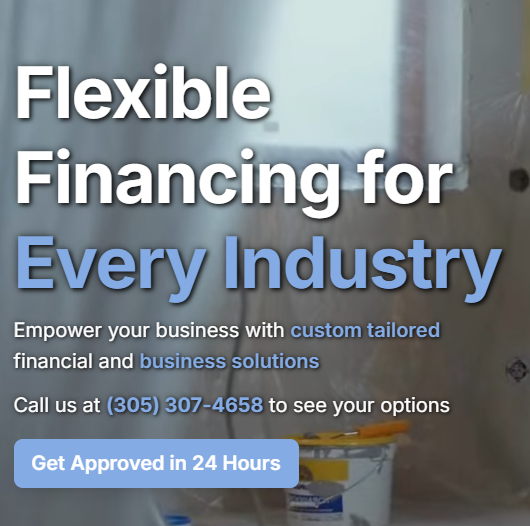 Flexible
Financing for
Every Industry
Empower your business with custom tailored
financial and business solutions
Call us at (305) 307-4658 to see your options
Get Approved in 24 Hours